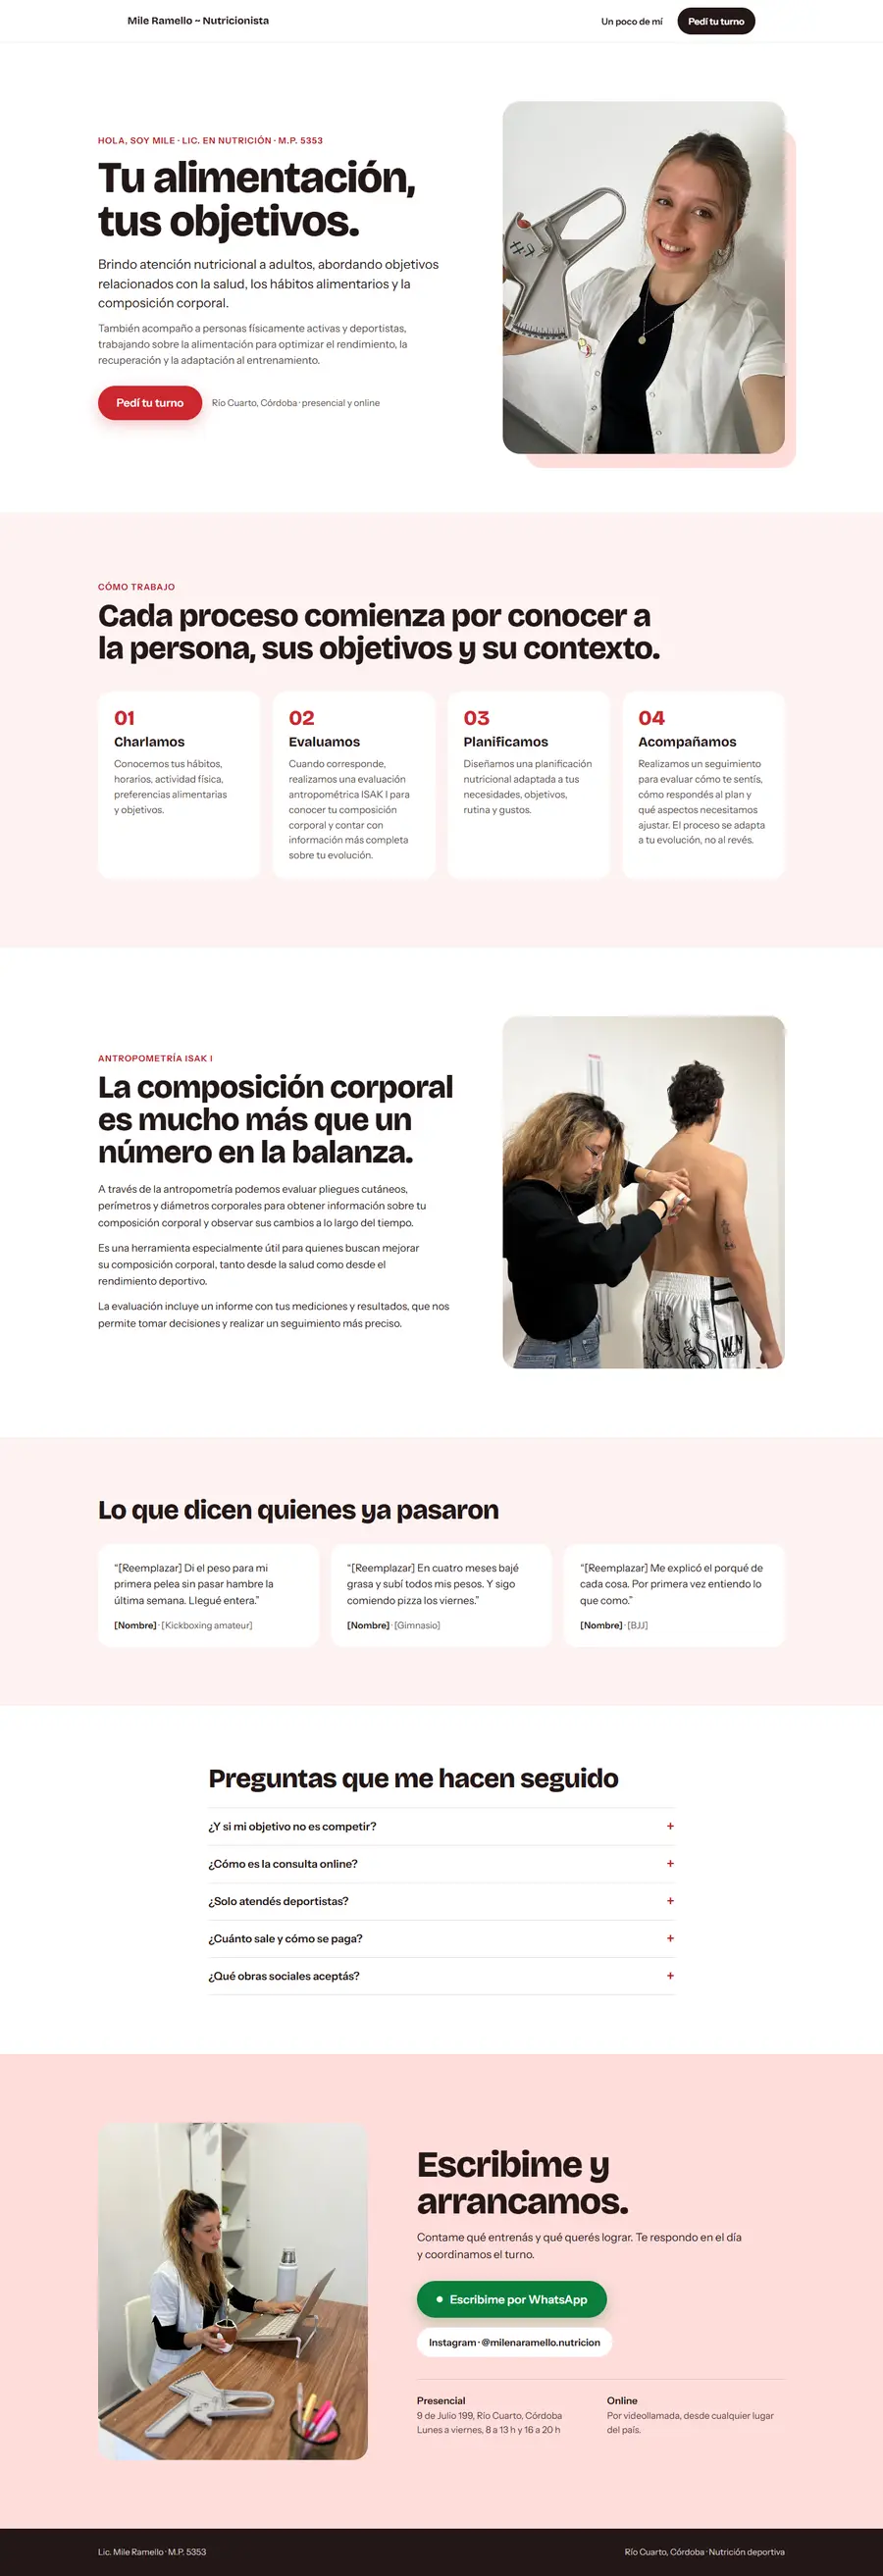 Mile Ramello ~ Nutricionista
Un poco de mí
Pedí tu turno
HOLA, SOY MILE · LIC. EN NUTRICIÓN · M.P. 5353
Tu alimentación,
tus objetivos.
Brindo atención nutricional a adultos, abordando objetivos
relacionados con la salud, los hábitos alimentarios y la
composición corporal.
También acompaño a personas físicamente activas y deportistas,
trabajando sobre la alimentación para optimizar el rendimiento, la
recuperación y la adaptación al entrenamiento.
Pedí tu turno
Río Cuarto, Córdoba · presencial y online
CÓMO TRABAJO
Cada proceso comienza por conocer a
la persona, sus objetivos y su contexto.
01
Charlamos
Conocemos tus hábitos,
horarios, actividad física,
preferencias alimentarias
y objetivos.
02
Evaluamos
Cuando corresponde,
realizamos una evaluación
antropométrica ISAK I para
conocer tu composición
corporal y contar con
información más completa
sobre tu evolución.
03
Planificamos
Diseñamos una planificación
nutricional adaptada a tus
necesidades, objetivos,
rutina y gustos.
04
Acompañamos
Realizamos un seguimiento
para evaluar cómo te sentís,
cómo respondés al plan y
qué aspectos necesitamos
ajustar. El proceso se adapta
a tu evolución, no al revés.
ANTROPOMETRÍA ISAK I
La composición corporal
es mucho más que un
número en la balanza.
A través de la antropometría podemos evaluar pliegues cutáneos,
perímetros y diámetros corporales para obtener información sobre tu
composición corporal y observar sus cambios a lo largo del tiempo.
Es una herramienta especialmente útil para quienes buscan mejorar
su composición corporal, tanto desde la salud como desde el
rendimiento deportivo.
La evaluación incluye un informe con tus mediciones y resultados, que nos
permite tomar decisiones y realizar un seguimiento más preciso.
Lo que dicen quienes ya pasaron
"[Reemplazar] Di el peso para mi
primera pelea sin pasar hambre la
última semana. Llegué entera."
[Nombre] · [Kickboxing amateur]
"[Reemplazar] En cuatro meses bajé
grasa y subí todos mis pesos. Y sigo
comiendo pizza los viernes."
[Nombre] · [Gimnasio]
"[Reemplazar] Me explicó el porqué de
cada cosa. Por primera vez entiendo lo
que como."
[Nombre] · [BJJ]
Preguntas que me hacen seguido
¿Y si mi objetivo no es competir? +
¿Cómo es la consulta online? +
¿Solo atendés deportistas? +
¿Cuánto sale y cómo se paga? +
¿Qué obras sociales aceptás? +
Escribime y
arrancamos.
Contame qué entrenás y qué querés lograr. Te respondo en el día
y coordinamos el turno.
Escribime por WhatsApp
Instagram · @milenaramello.nutricion
Presencial
9 de Julio 199, Río Cuarto, Córdoba
Lunes a viernes, 8 a 13 h y 16 a 20 h
Online
Por videollamada, desde cualquier lugar
del país.
Lic. Mile Ramello · M.P. 5353
Río Cuarto, Córdoba · Nutrición deportiva